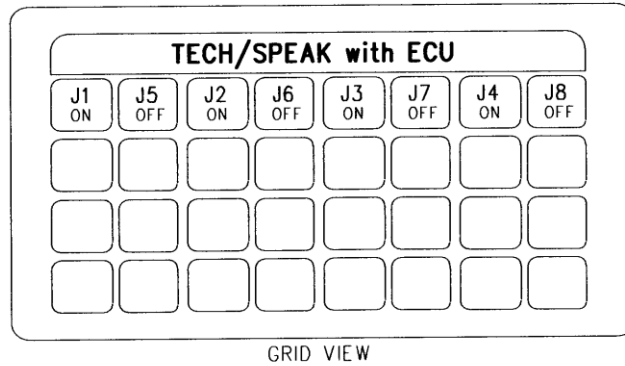 TECH/SPEAK with ECU
J1 J5 J2 J6 J3 J7 J4 J8
ON OFF ON OFF ON OFF ON OFF
GRID VIEW